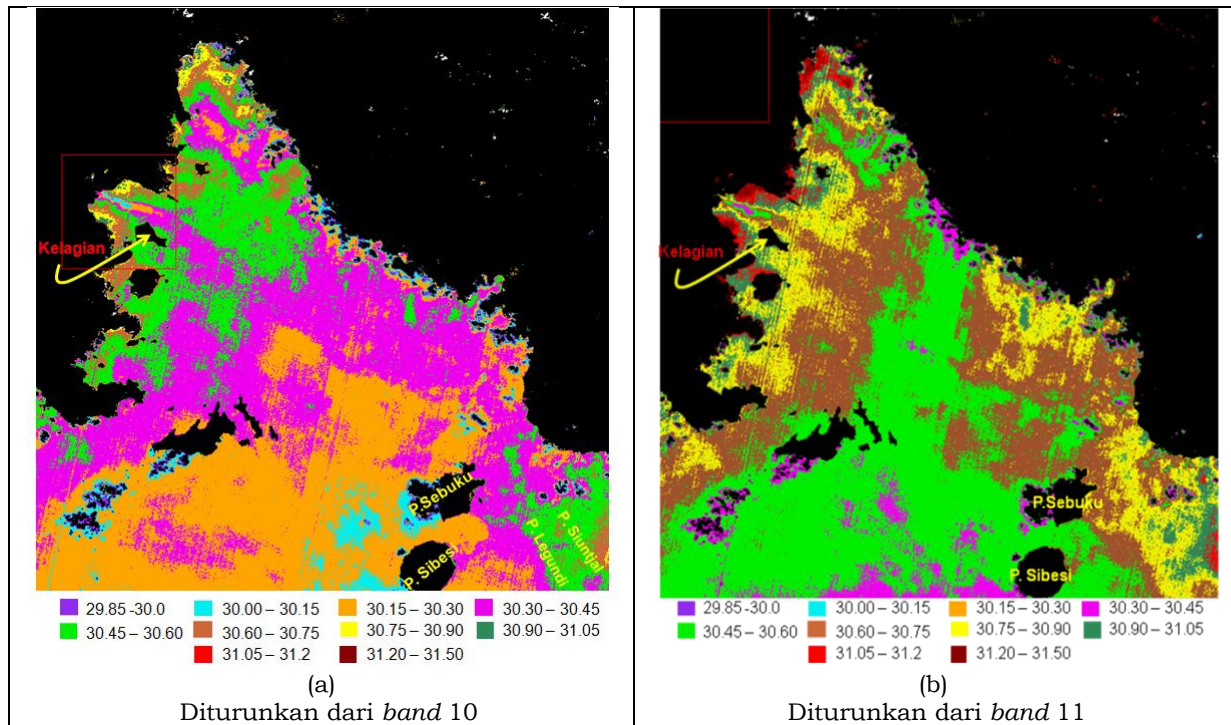 Kelagian
P.Sebuku
P. Sibesi
P Legundi
P. Siuntal
29.85-30.0 30.00 – 30.15 30.15 – 30.30 30.30 – 30.45
30.45 – 30.60 30.60 – 30.75 30.75 – 30.90 30.90 – 31.05
31.05 – 31.2 31.20 – 31.50
(a)
Diturunkan dari band 10
Kelagian
P.Sebuku
P. Sibesi
29.85-30.0 30.00 – 30.15 30.15 – 30.30 30.30 – 30.45
30.45 – 30.60 30.60 – 30.75 30.75 – 30.90 30.90 – 31.05
31.05 – 31.2 31.20 – 31.50
(b)
Diturunkan dari band 11